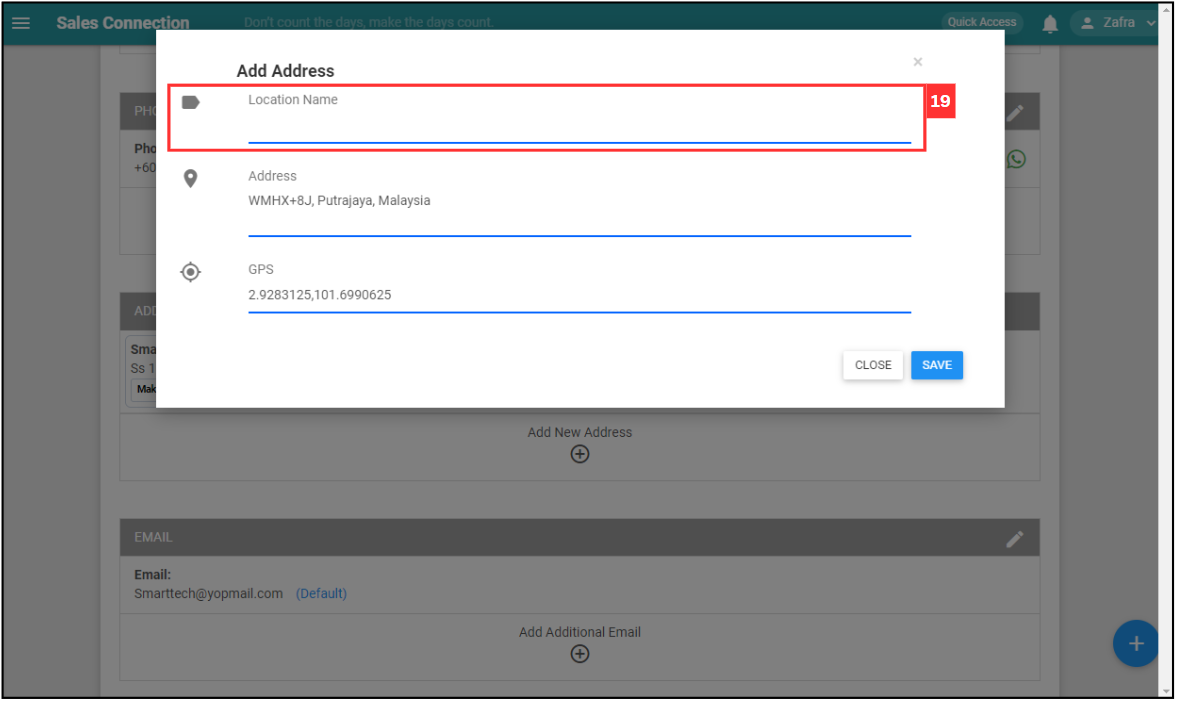 Sales Connection Don't count the days, make the days count. Quick Access Zafra
Add Address ×
Location Name 19
PHO
Pho
+60
Address
WMHX+8J, Putrajaya, Malaysia
GPS
2.9283125,101.6990625
ADD
Sma
Ss 1
Mak
CLOSE SAVE
Add New Address
EMAIL
Email:
Smarttech@yopmail.com (Default)
Add Additional Email